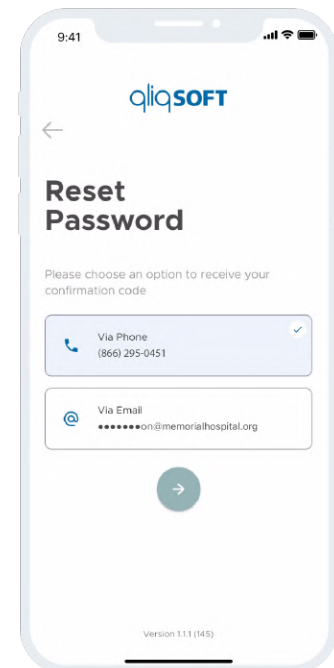 9:41
qliqSOFT
Reset
Password
Please choose an option to receive your
confirmation code
Via Phone
(866) 295-0451
Via Email
●●●●●●●on@memorialhospital.org
Version 1.1.1 (145)